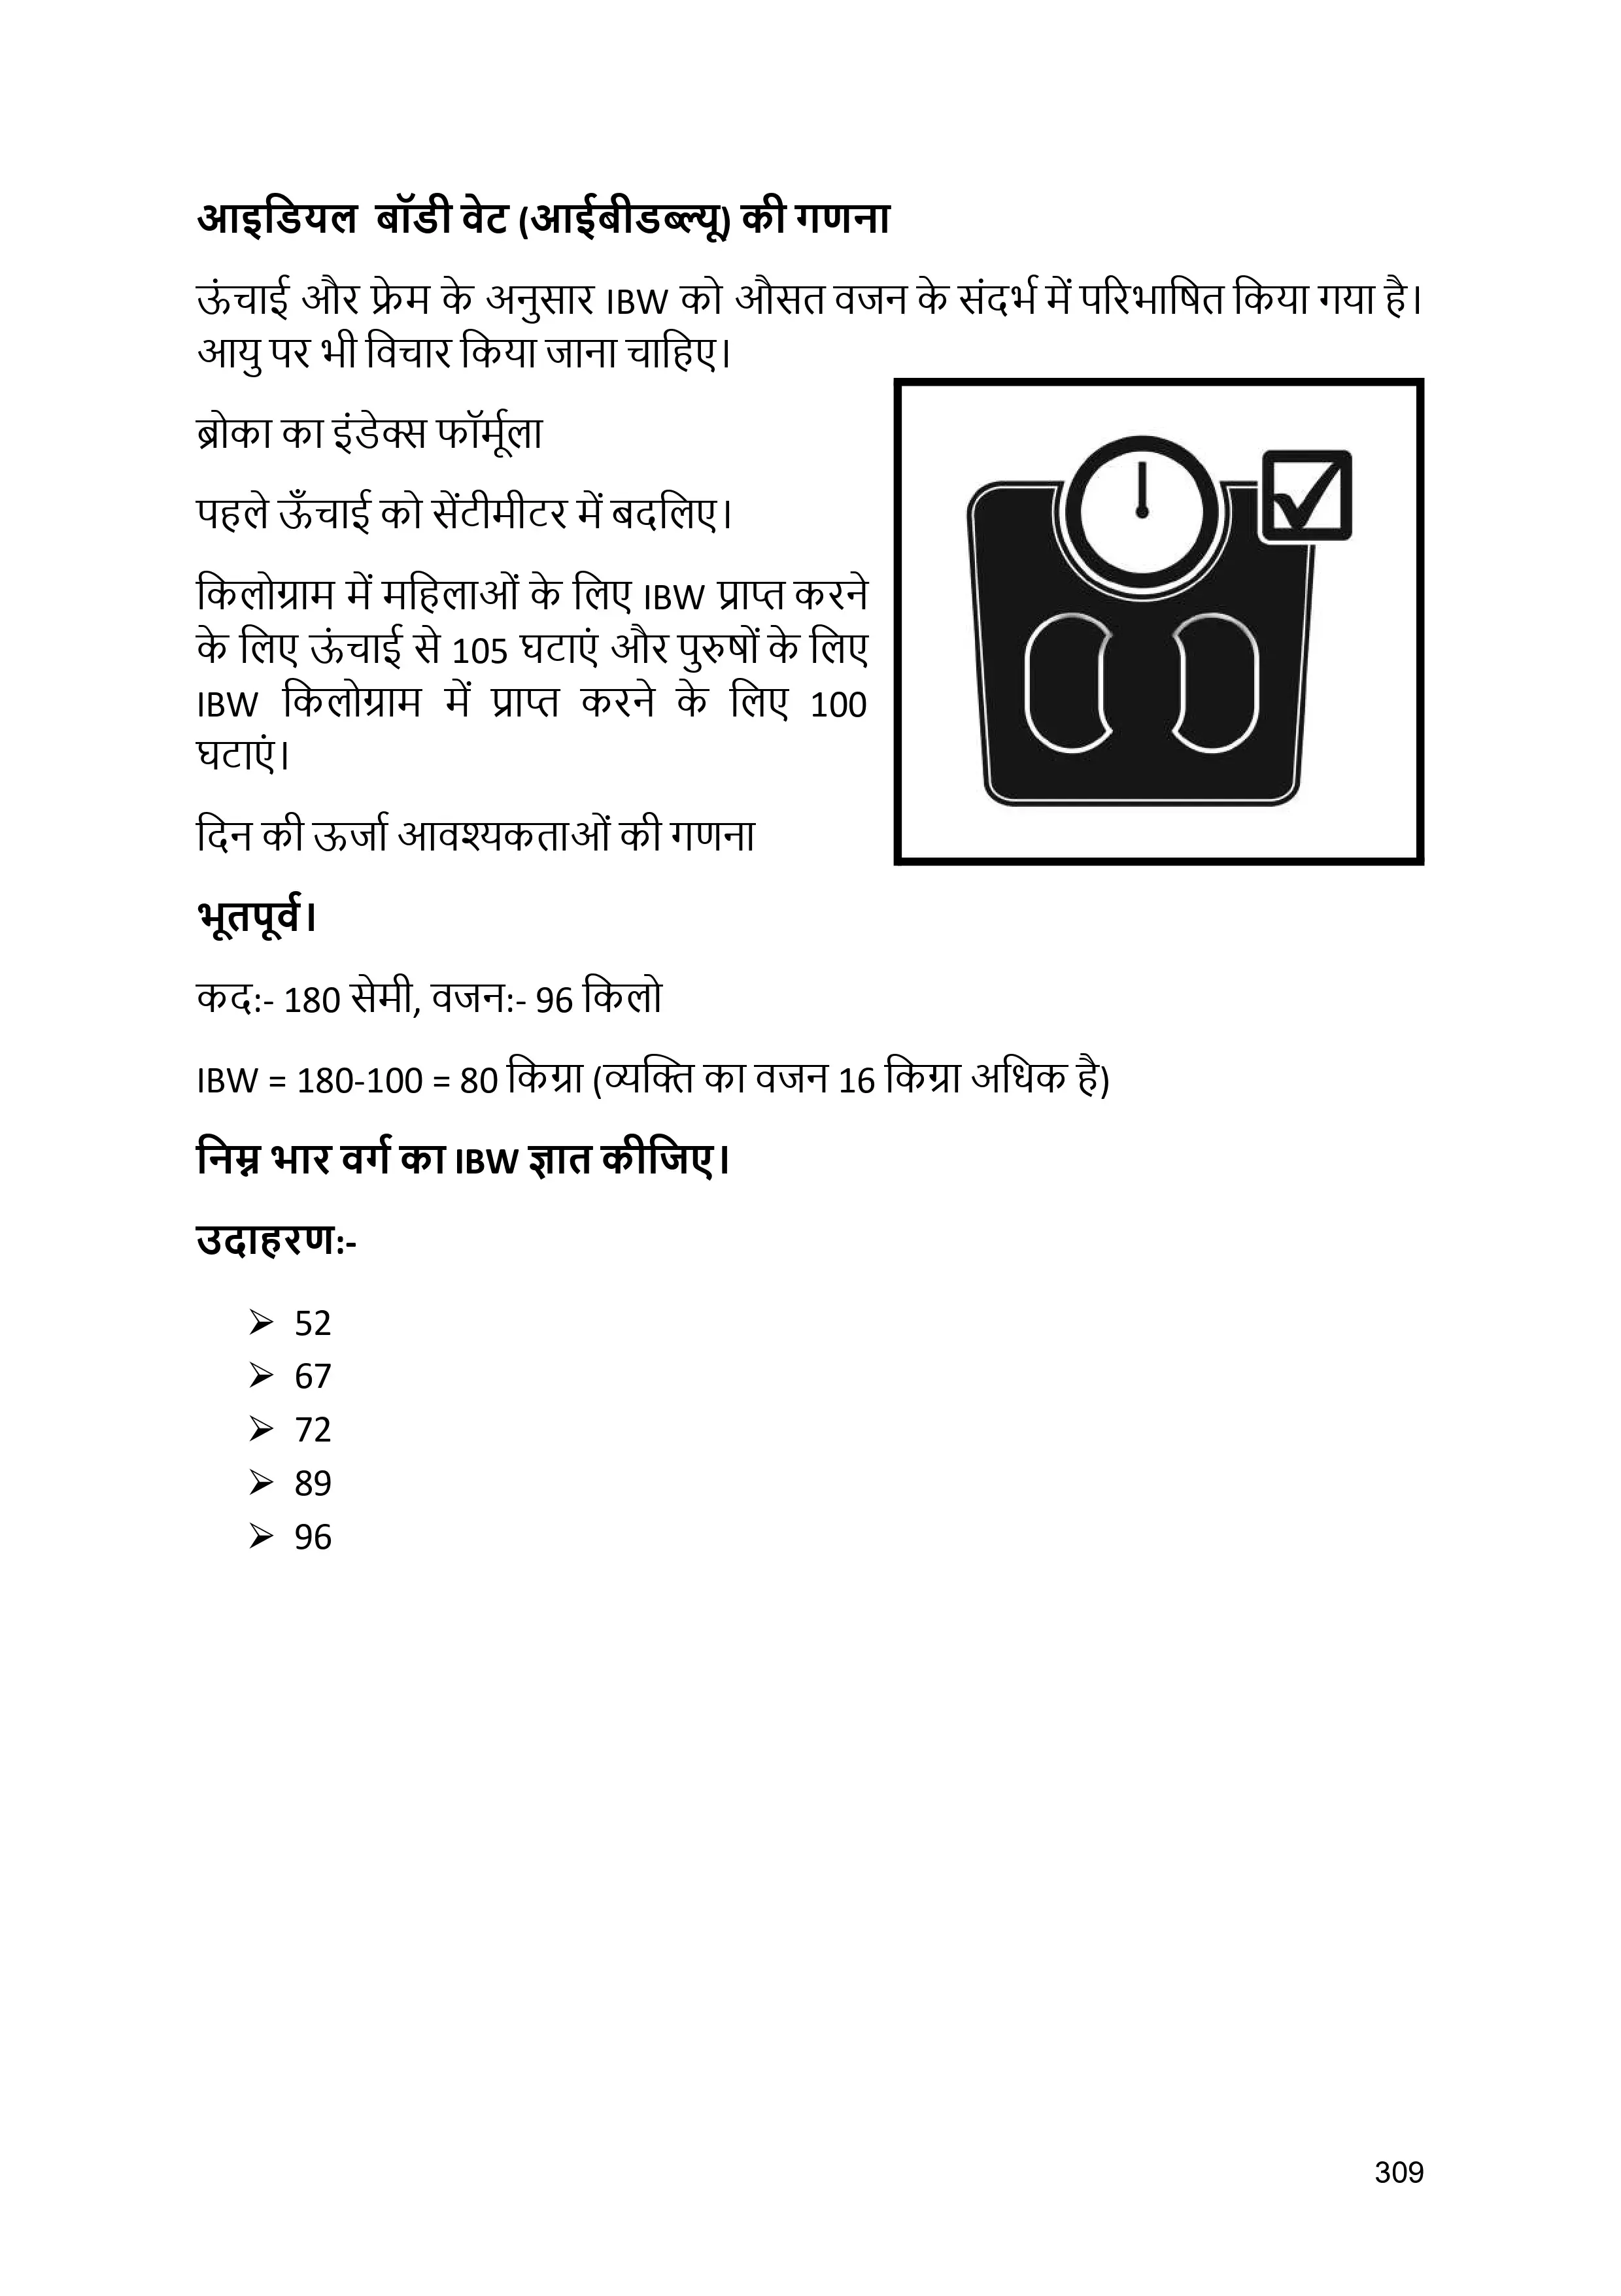 आइडियल बॉडी वेट (आईबीडब्ल्यू) की गणना
ऊंचाई और फ्रेम के अनुसार IBW को औसत वजन के संदर्भ में परिभाषित किया गया है।
आयु पर भी विचार किया जाना चाहिए।
ब्रोका का इंडेक्स फॉर्मूला
पहले ऊँचाई को सेंटीमीटर में बदलिए।
किलोग्राम में महिलाओं के लिए IBW प्राप्त करने
के लिए ऊंचाई से 105 घटाएं और पुरुषों के लिए
IBW किलोग्राम में प्राप्त करने के लिए 100
घटाएं।
दिन की ऊर्जा आवश्यकताओं की गणना
भूतपूर्व।
कद:- 180 सेमी, वजन:- 96 किलो
IBW = 180-100 = 80 किग्रा (व्यक्ति का वजन 16 किग्रा अधिक है)
निम्न भार वर्ग का IBW ज्ञात कीजिए।
उदाहरण:-
➢ 52
➢ 67
➢ 72
➢ 89
➢ 96
309